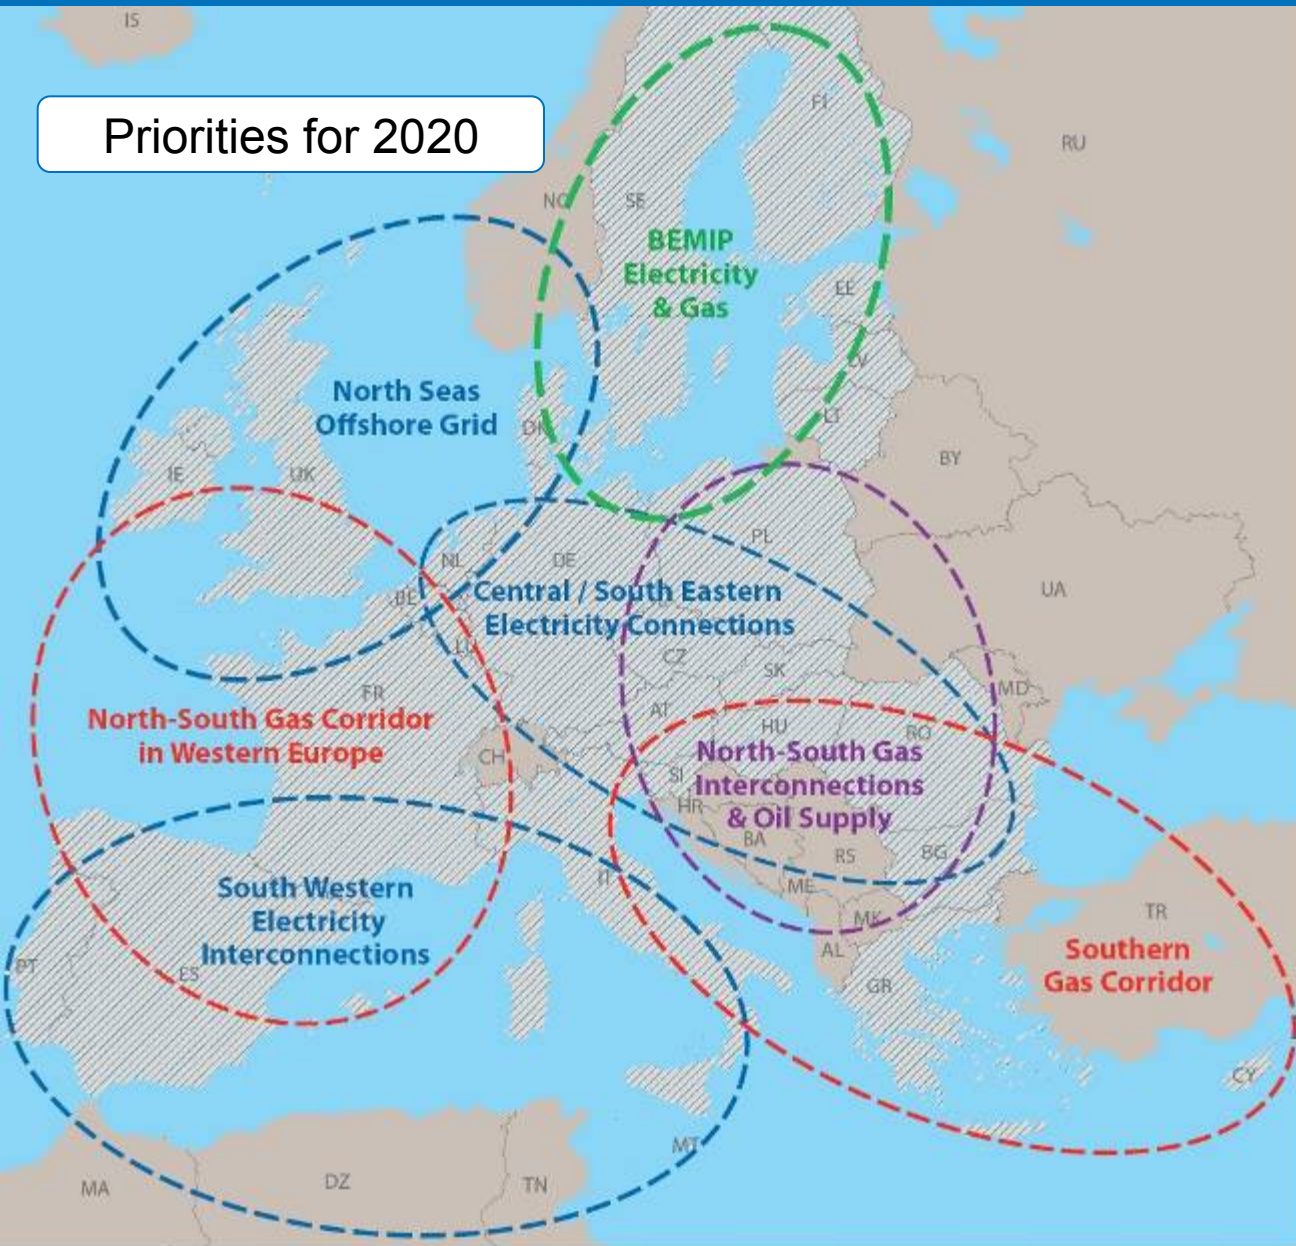 IS
Priorities for 2020
FI
RU
NO
SE
BEMIP
Electricity
& Gas
EE
LV
North Seas
Offshore Grid
DK
LT
IE
UK
BY
PL
NL
DE
BE
Central / South Eastern
Electricity Connections
UA
LU
CZ
SK
FR
MD
AT
North-South Gas Corridor
in Western Europe
HU
RO
CH
North-South Gas
Interconnections
& Oil Supply
SI
HR
BA
RS
BG
IT
ME
South Western
Electricity
Interconnections
MK
TR
AL
Southern
Gas Corridor
PT
ES
GR
CY
MT
MA
DZ
TN